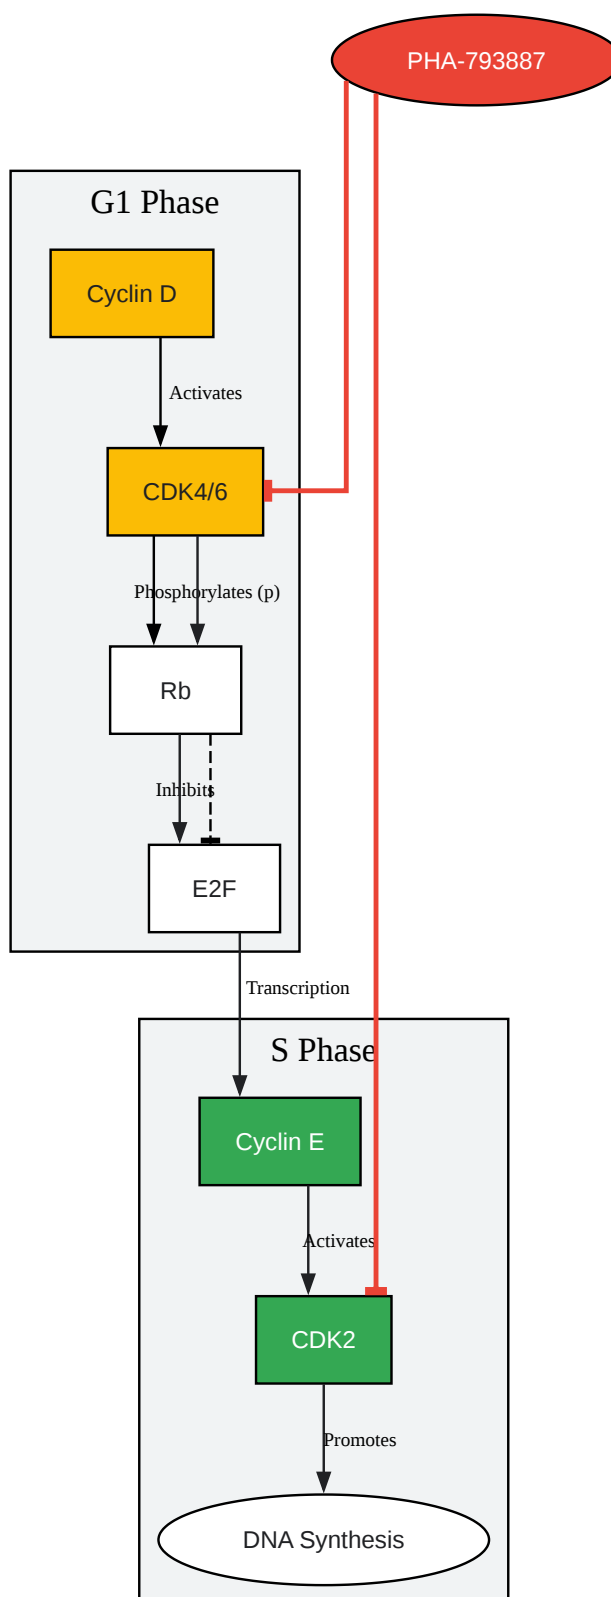 PHA-793887
G1 Phase
Cyclin D
Activates
CDK4/6
Phosphorylates (p)
Rb
Inhibits
E2F
Transcription
S Phase
Cyclin E
Activates
CDK2
Promotes
DNA Synthesis